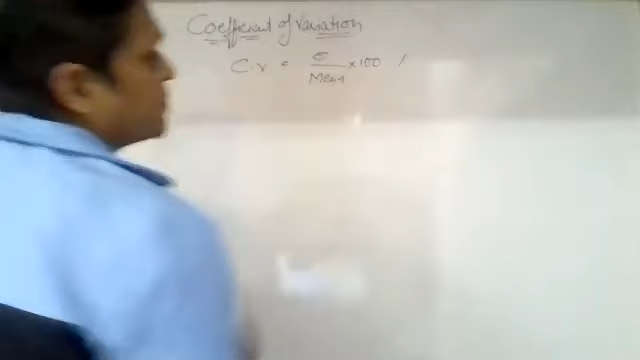 Coefficient of Variation
C.V = σ / Mean × 100